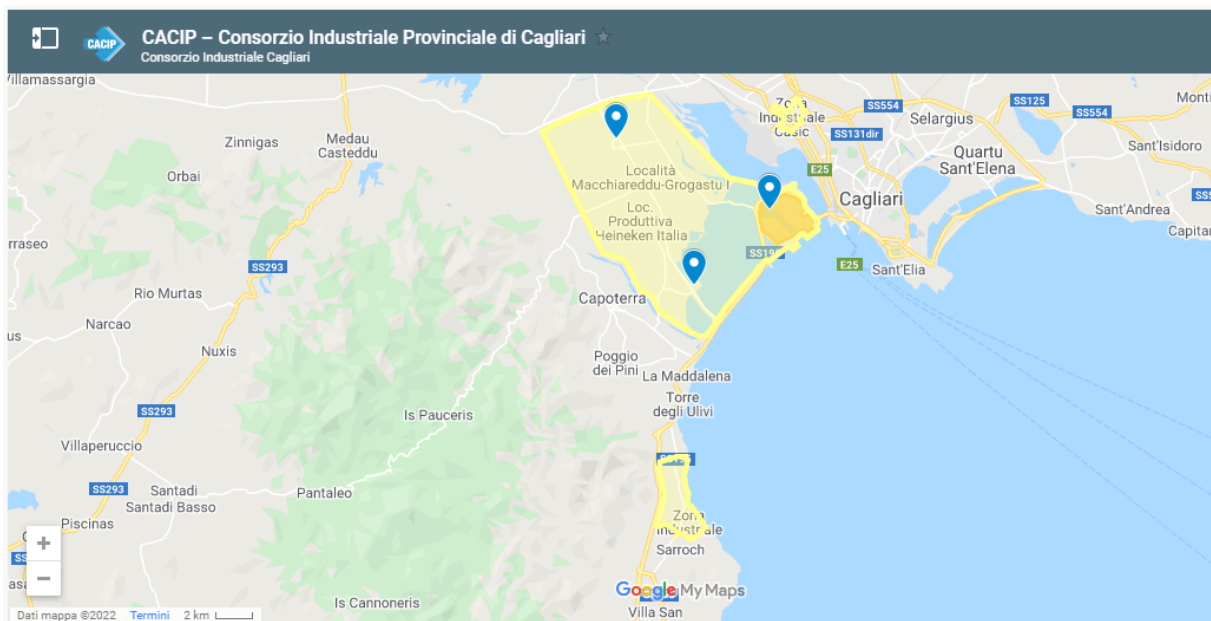 CACIP
CACIP – Consorzio Industriale Provinciale di Cagliari
Consorzio Industriale Cagliari
Villamassargia
Zinnigas
Medau
Casteddu
Orbai
SS293
Rio Murtas
Narcao
Nuxis
SS293
Is Pauceris
Villaperuccio
SS293
Santadi
Santadi Basso
Pantaleo
Piscinas
Is Cannoneris
Località
Macchiareddu-Grogastu I
Loc.
Produttiva
Heineken Italia
Capoterra
Poggio
dei Pini
La Maddalena
Torre
degli Ulivi
Zona
Industriale
Sarroch
Villa San
Zona
Industriale
Casic
SS554
SS131dir
E25
Selargius
SS125
SS554
Quartu
Sant'Elena
Sant'Isidoro
Cagliari
Sant'Andrea
E25
Sant'Elia
Google My Maps
+
−
Dati mappa ©2022 Termini 2 km